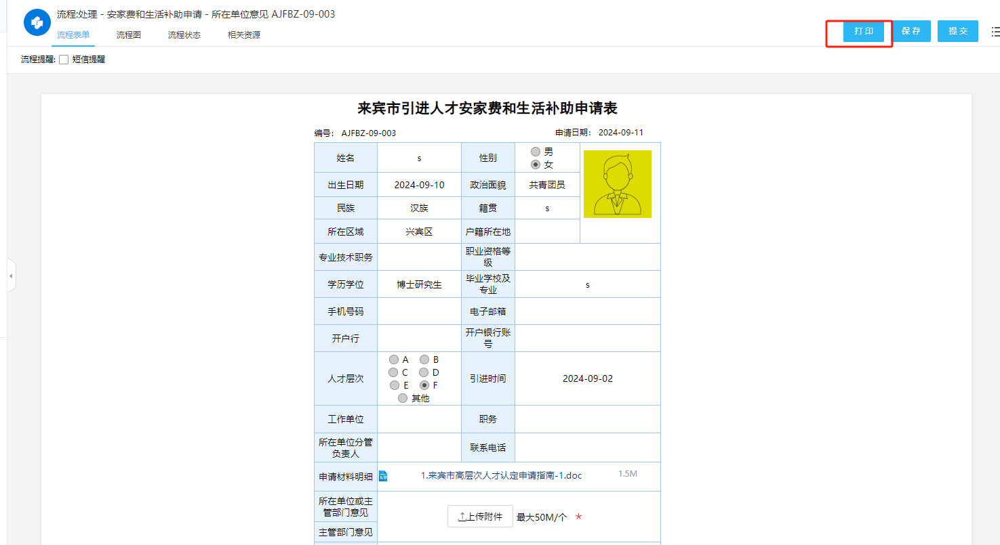 流程:处理 - 安家费和生活补助申请 - 所在单位意见 AJFBZ-09-003
流程表单 流程图 流程状态 相关资源
打 印 保 存 提 交
流程提醒: 短信提醒
来宾市引进人才安家费和生活补助申请表
编号: AJFBZ-09-003 申请日期: 2024-09-11
姓名 s 性别 男
女
出生日期 2024-09-10 政治面貌 共青团员
民族 汉族 籍贯 s
所在区域 兴宾区 户籍所在地
专业技术职务 职业资格等
级
学历学位 博士研究生 毕业学校及
专业 s
手机号码 电子邮箱
开户行 开户银行账
号
人才层次 A B
C D
E F
其他
引进时间 2024-09-02
工作单位 职务
所在单位分管
负责人 联系电话
申请材料明细 1.来宾市高层次人才认定申请指南-1.doc 1.5M
所在单位或主
管部门意见 上传附件 最大50M/个 *
主管部门意见